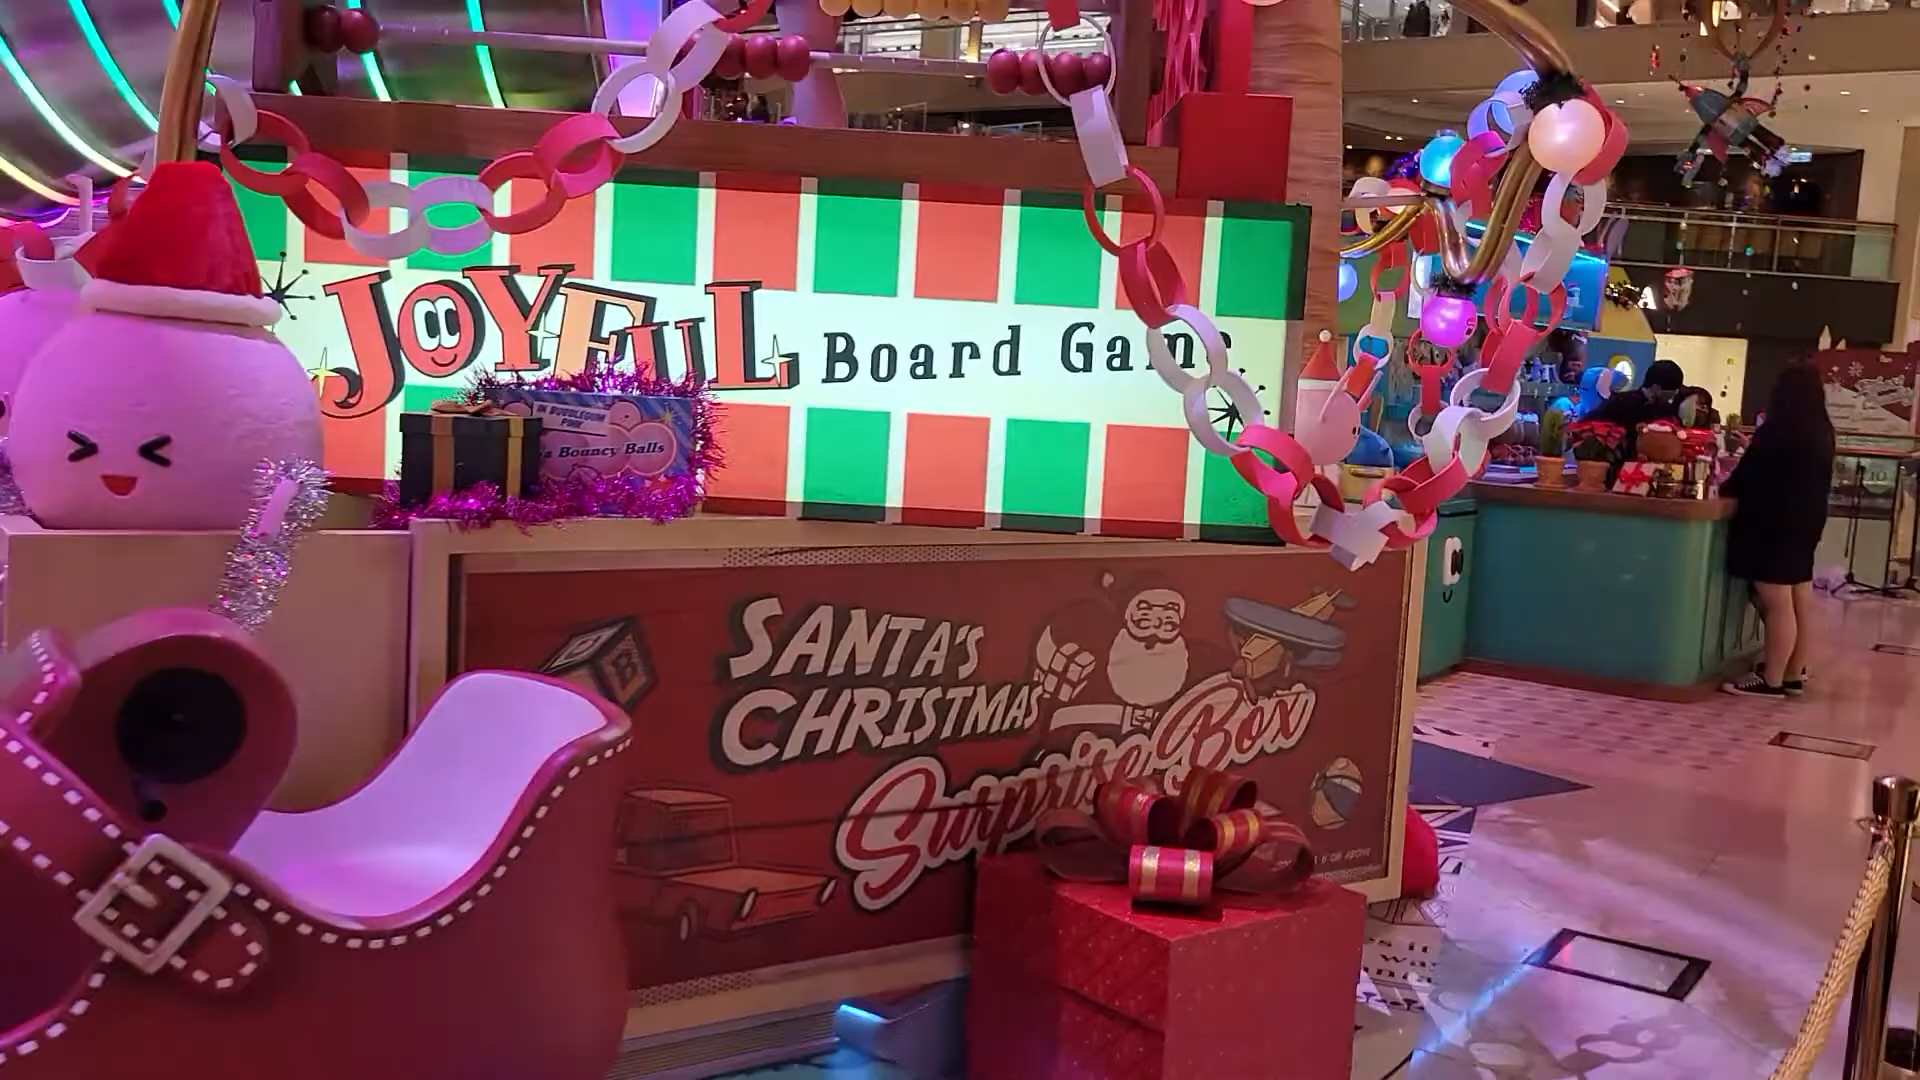 JOYFUL Board Game
IN BUBBLEGUM
PINK
Bouncy Balls
SANTA'S
CHRISTMAS
Surprise Box
B
A